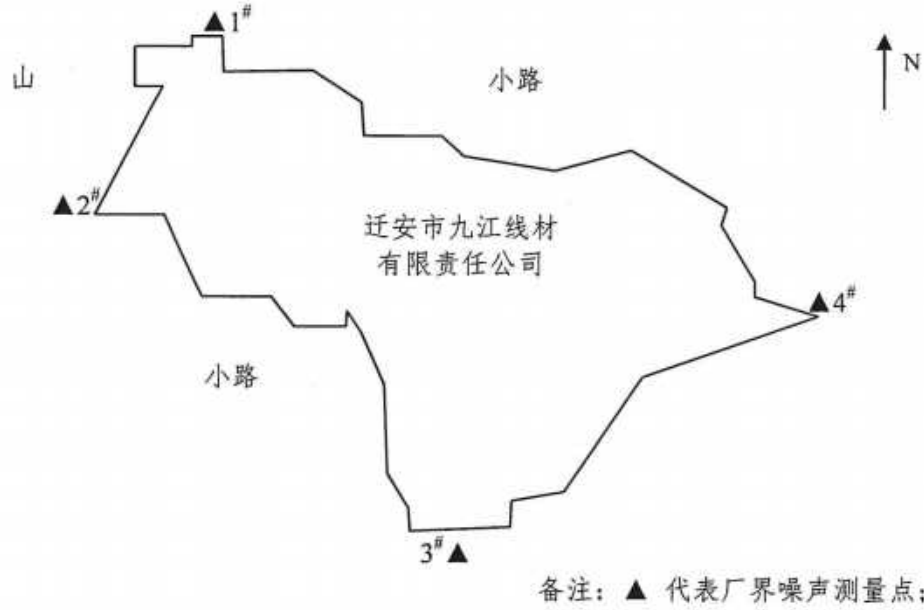 ▲1#
山
小路
N
▲2#
迁安市九江线材
有限责任公司
▲4#
小路
3#▲
备注：▲ 代表厂界噪声测量点;